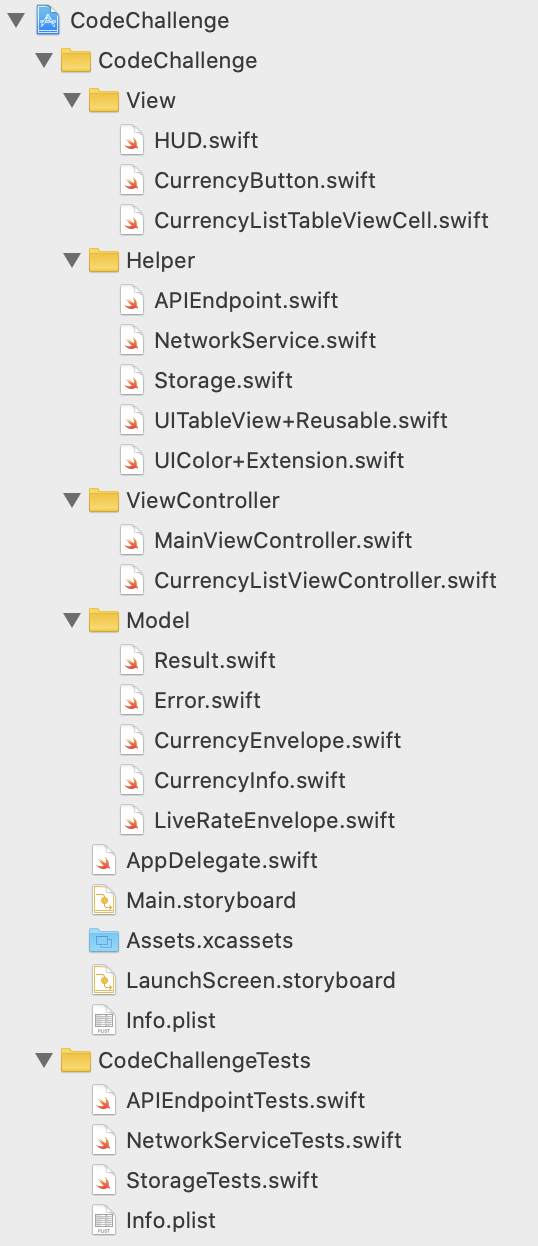 CodeChallenge
CodeChallenge
View
HUD.swift
CurrencyButton.swift
CurrencyListTableViewCell.swift
Helper
APIEndpoint.swift
NetworkService.swift
Storage.swift
UITableView+Reusable.swift
UIColor+Extension.swift
ViewController
MainViewController.swift
CurrencyListViewController.swift
Model
Result.swift
Error.swift
CurrencyEnvelope.swift
CurrencyInfo.swift
LiveRateEnvelope.swift
AppDelegate.swift
Main.storyboard
Assets.xcassets
LaunchScreen.storyboard
PLIST Info.plist
CodeChallengeTests
APIEndpointTests.swift
NetworkServiceTests.swift
StorageTests.swift
PLIST Info.plist